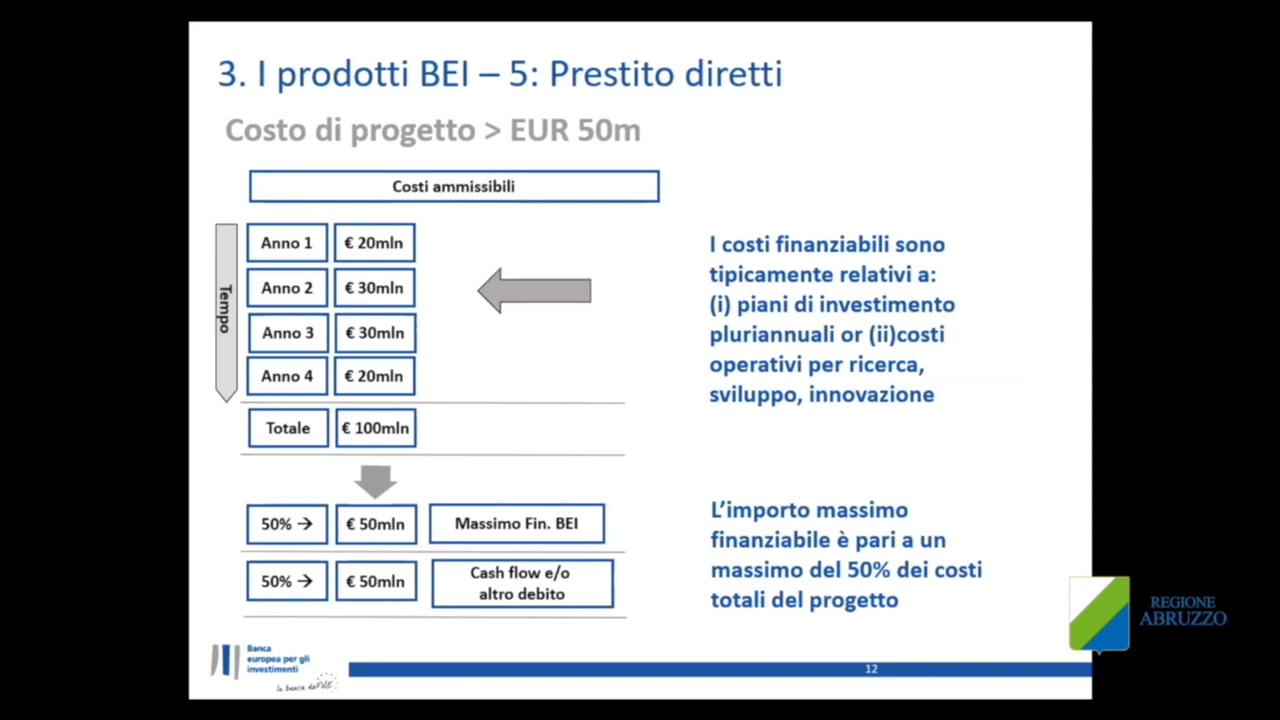 3. I prodotti BEI – 5: Prestito diretti
Costo di progetto > EUR 50m
Costi ammissibili
Tempo
Anno 1 € 20mln
Anno 2 € 30mln
Anno 3 € 30mln
Anno 4 € 20mln
Totale € 100mln
50% → € 50mln Massimo Fin. BEI
50% → € 50mln Cash flow e/o
altro debito
I costi finanziabili sono
tipicamente relativi a:
(i) piani di investimento
pluriannuali or (ii)costi
operativi per ricerca,
sviluppo, innovazione
L’importo massimo
finanziabile è pari a un
massimo del 50% dei costi
totali del progetto
Banca
europea per gli
investimenti
la banca dell'UE
12
REGIONE
ABRUZZO